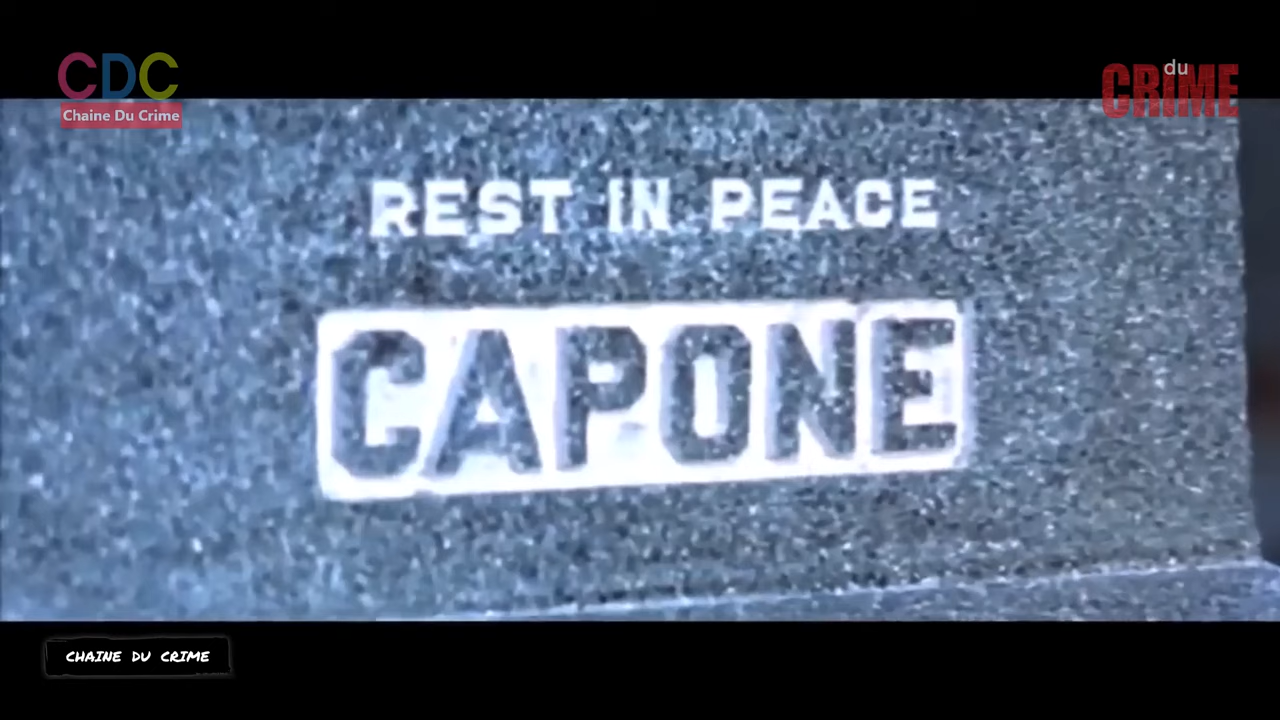 CDC
Chaine Du Crime
du
CRIME
REST IN PEACE
CAPONE
CHAINE DU CRIME